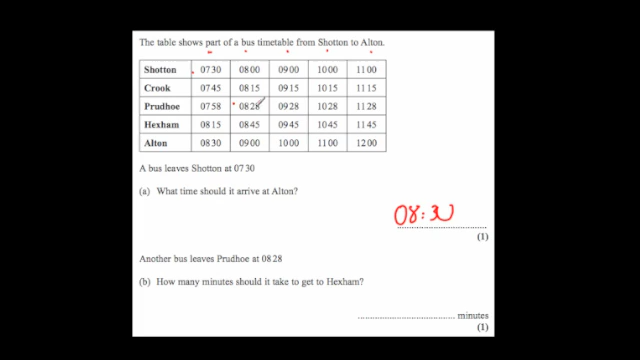 The table shows part of a bus timetable from Shotton to Alton.
Shotton 0730 0800 0900 1000 1100
Crook 0745 0815 0915 1015 1115
Prudhoe 0758 0828 0928 1028 1128
Hexham 0815 0845 0945 1045 1145
Alton 0830 0900 1000 1100 1200
A bus leaves Shotton at 0730
(a) What time should it arrive at Alton?
08:30
(1)
Another bus leaves Prudhoe at 0828
(b) How many minutes should it take to get to Hexham?
minutes
(1)